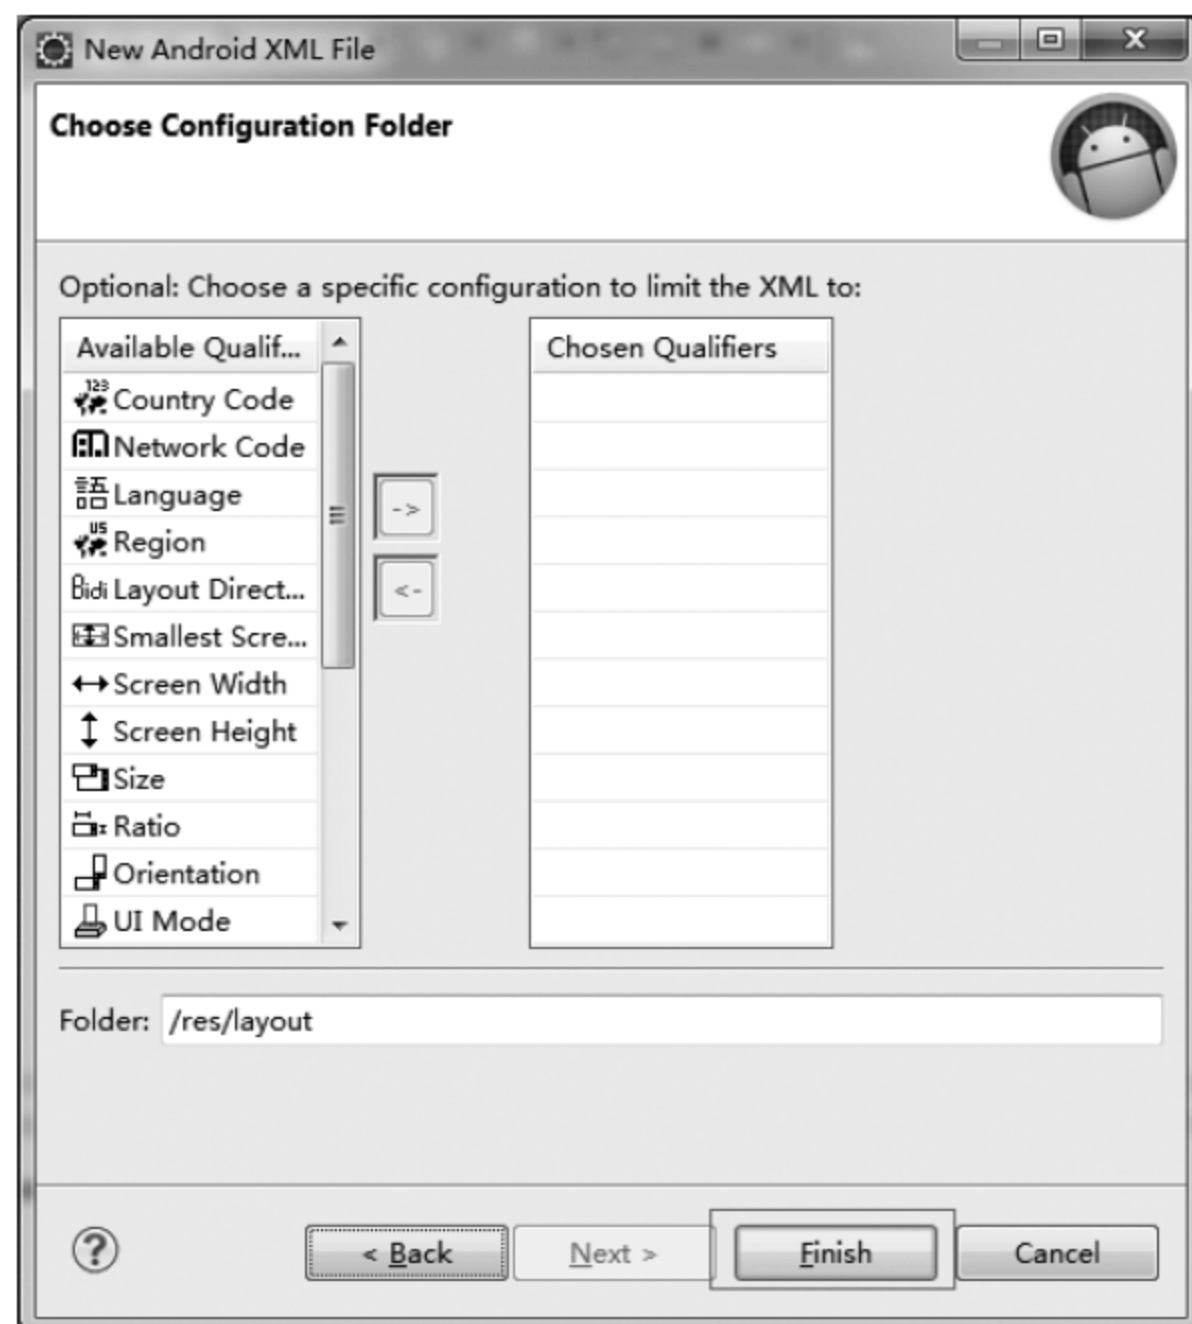 New Android XML File
Choose Configuration Folder
Optional: Choose a specific configuration to limit the XML to:
Available Qualif...
Country Code
Network Code
Language
Region
Layout Direct...
Smallest Scre...
Screen Width
Screen Height
Size
Ratio
Orientation
UI Mode
->
<-
Chosen Qualifiers
Folder: /res/layout
< Back
Next >
Finish
Cancel